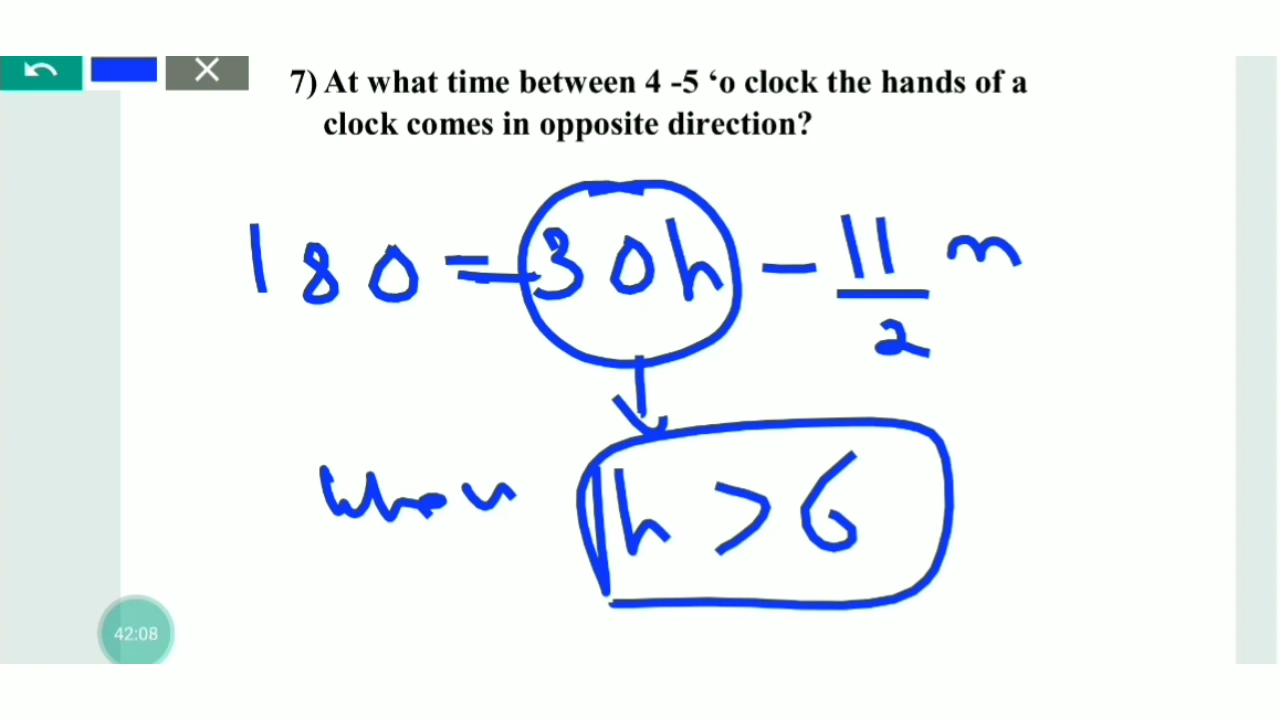 7) At what time between 4 -5 ‘o clock the hands of a
clock comes in opposite direction?
180 = 30h - 11/2 m
when h > 6
42:08